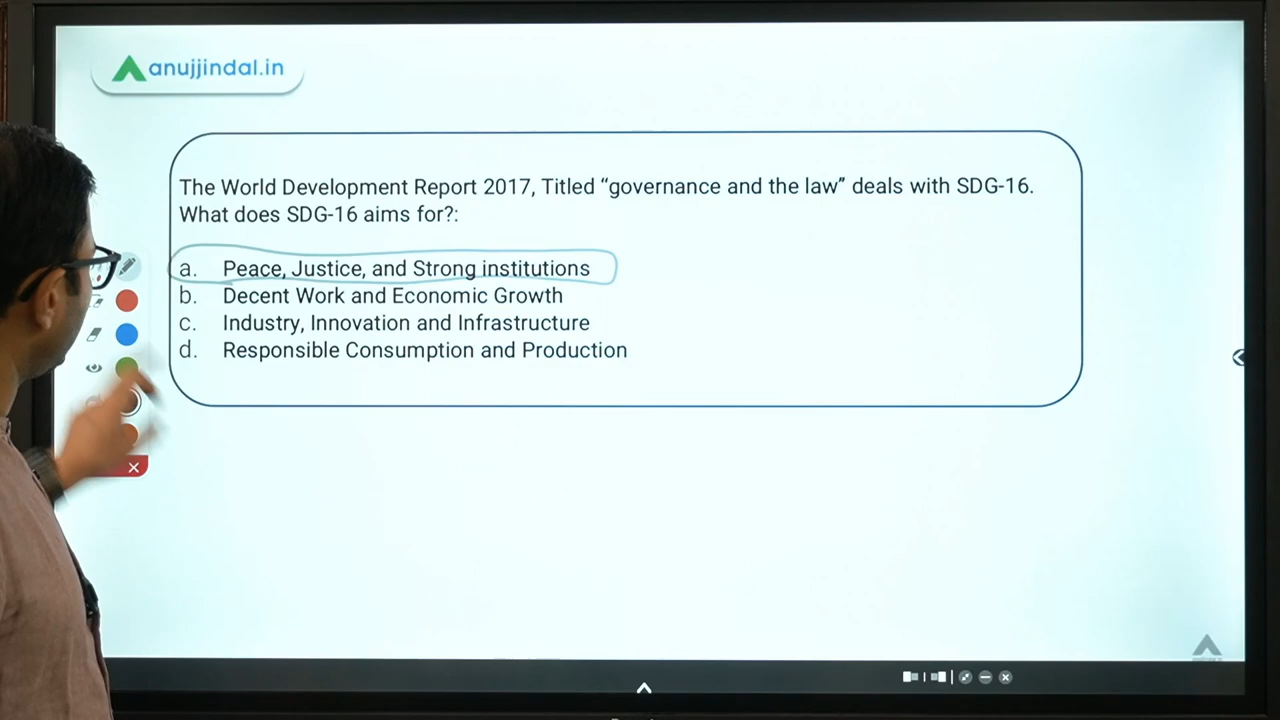 anujjindal.in
The World Development Report 2017, Titled “governance and the law” deals with SDG-16.
What does SDG-16 aims for?:
a. Peace, Justice, and Strong institutions
b. Decent Work and Economic Growth
c. Industry, Innovation and Infrastructure
d. Responsible Consumption and Production